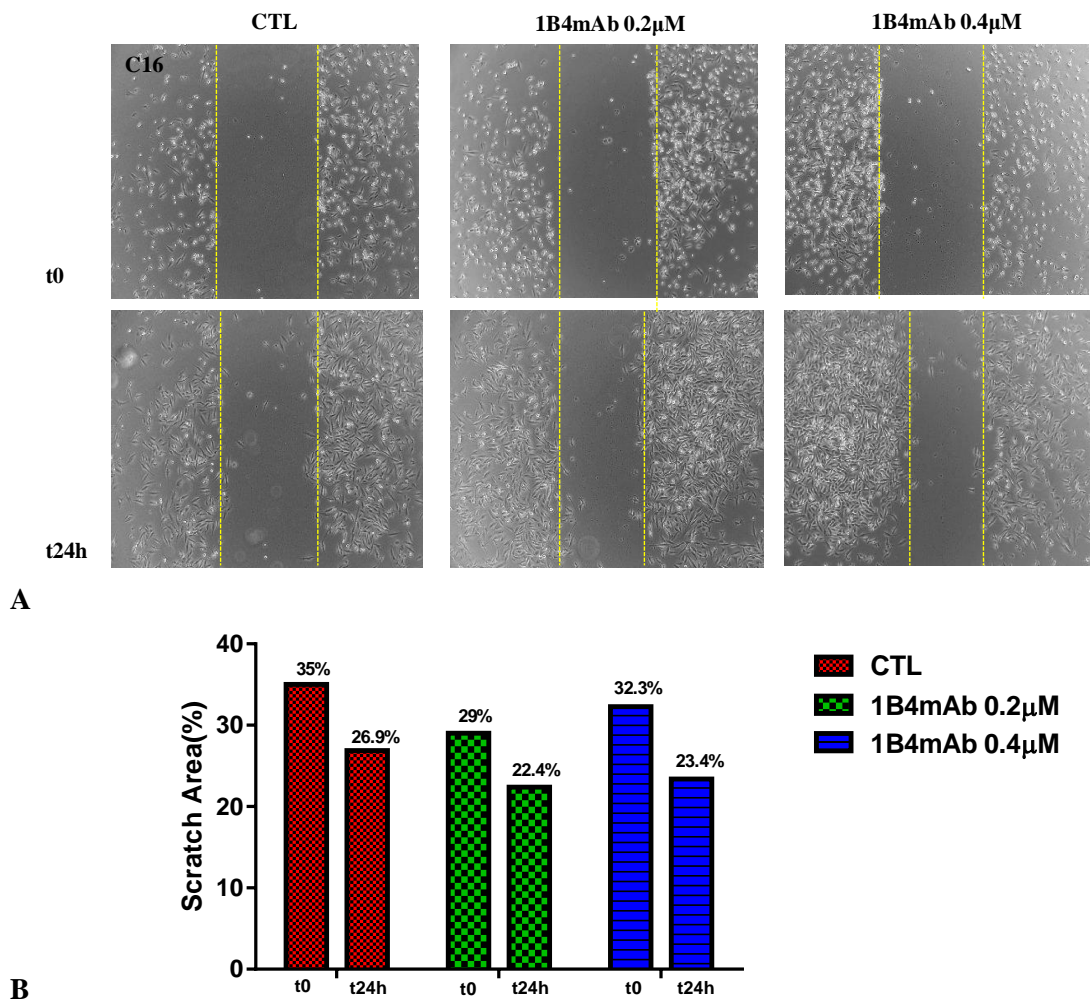 CTL 1B4mAb 0.2µM 1B4mAb 0.4µM
C16
t0
t24h
A
40
30
20
10
0
Scratch Area(%)
35%
26.9%
29%
22.4%
32.3%
23.4%
t0 t24h t0 t24h t0 t24h
CTL
1B4mAb 0.2µM
1B4mAb 0.4µM
B